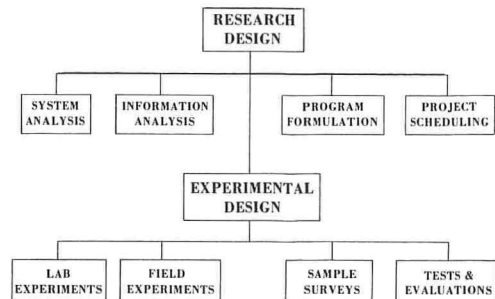 RESEARCH
DESIGN
SYSTEM
ANALYSIS
INFORMATION
ANALYSIS
PROGRAM
FORMULATION
PROJECT
SCHEDULING
EXPERIMENTAL
DESIGN
LAB
EXPERIMENTS
FIELD
EXPERIMENTS
SAMPLE
SURVEYS
TESTS &
EVALUATIONS